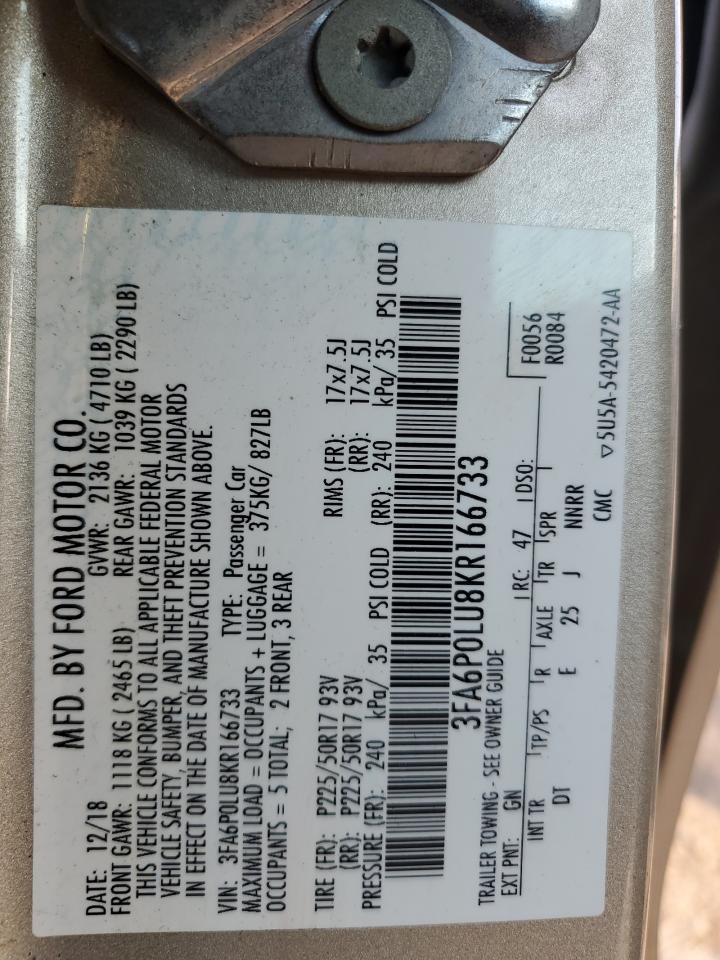 MFD. BY FORD MOTOR CO.
DATE: 12/18 GVWR: 2136 KG ( 4710 LB)
FRONT GAWR: 1118 KG ( 2465 LB) REAR GAWR: 1039 KG ( 2290 LB)
THIS VEHICLE CONFORMS TO ALL APPLICABLE FEDERAL MOTOR
VEHICLE SAFETY, BUMPER, AND THEFT PREVENTION STANDARDS
IN EFFECT ON THE DATE OF MANUFACTURE SHOWN ABOVE.
VIN: 3FA6P0LU8KR166733 TYPE: Passenger Car
MAXIMUM LOAD = OCCUPANTS + LUGGAGE = 375KG/ 827LB
OCCUPANTS = 5 TOTAL; 2 FRONT, 3 REAR
TIRE (FR): P225/50R17 93V RIMS (FR): 17x7.5J
(RR): P225/50R17 93V (RR): 17x7.5J
PRESSURE (FR): 240 kPa/ 35 PSI COLD (RR): 240 kPa/ 35 PSI COLD
3FA6P0LU8KR166733
TRAILER TOWING - SEE OWNER GUIDE
F0056
R0084
EXT PNT: GN RC: 47 DSO:
INT TR TP/PS R AXLE TR SPR
DT E 25 J NNRR
CMC ▽5U5A-5420472-AA